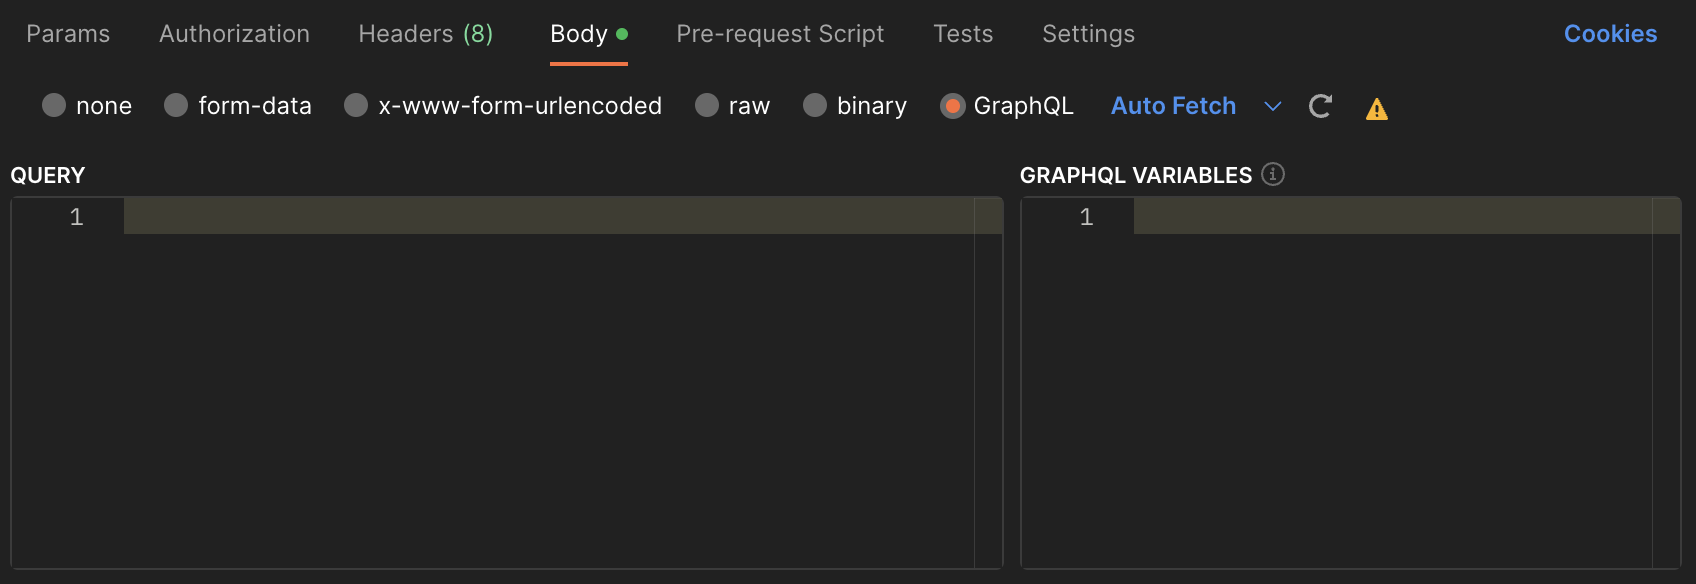 Params Authorization Headers (8) Body Pre-request Script Tests Settings Cookies
none form-data x-www-form-urlencoded raw binary GraphQL Auto Fetch
QUERY GRAPHQL VARIABLES
1 1